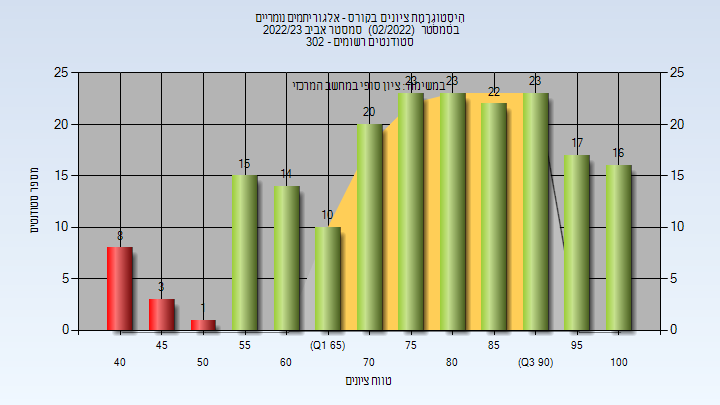 הִיסְטוֹגְרַמַת ציונים בקורס - אלגוריתמים נומריים
בסמסטר (02/2022) סמסטר אביב 2022/23
סטודנטים רשומים - 302
ציון סופי במחשב המרכזי
25 25
20 20
15 15
10 10
5 5
0 0
8 3 1 15 14 10 20 23 23 22 23 17 16
מספר סטודנטים
45 55 (Q1 65) 75 85 95
40 50 60 70 80 (Q3 90) 100
טווח ציונים